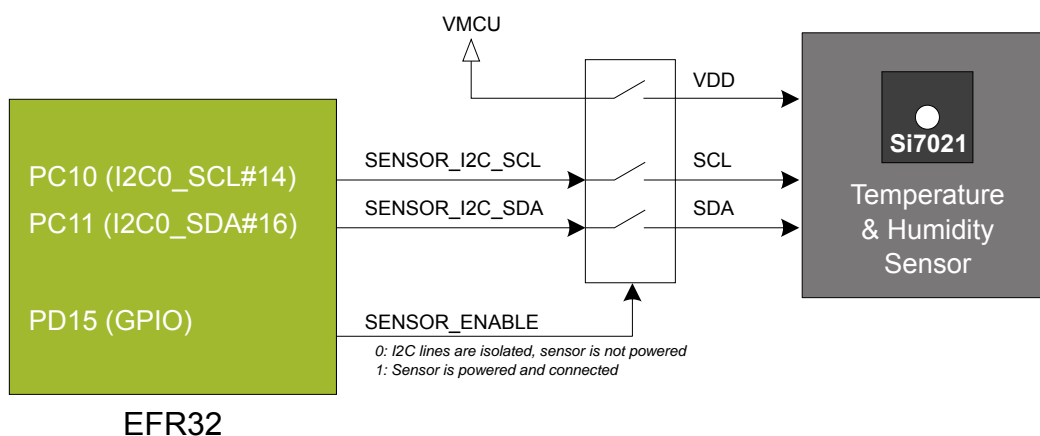 VMCU
VDD
Si7021
PC10 (I2C0_SCL#14)
SENSOR_I2C_SCL
SCL
PC11 (I2C0_SDA#16)
SENSOR_I2C_SDA
SDA
Temperature
& Humidity
Sensor
PD15 (GPIO)
SENSOR_ENABLE
0: I2C lines are isolated, sensor is not powered
1: Sensor is powered and connected
EFR32